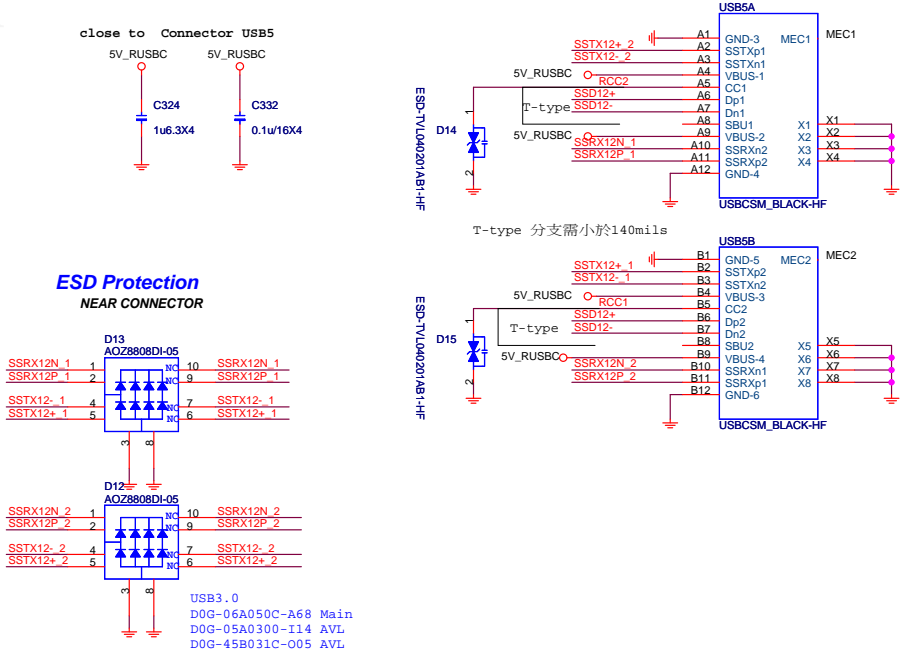 close to Connector USB5
5V_RUSBC 5V_RUSBC
C324 C332
1u6.3X4 0.1u/16X4
ESD Protection
NEAR CONNECTOR
D13
AOZ8808DI-05
SSRX12N_1 1 NC 10 SSRX12N_1
SSRX12P_1 2 NC 9 SSRX12P_1
SSTX12-_1 4 NC 7 SSTX12-_1
SSTX12+_1 5 NC 6 SSTX12+_1
3 8
D12
AOZ8808DI-05
SSRX12N_2 1 NC 10 SSRX12N_2
SSRX12P_2 2 NC 9 SSRX12P_2
SSTX12-_2 4 NC 7 SSTX12-_2
SSTX12+_2 5 NC 6 SSTX12+_2
3 8
USB3.0
D0G-06A050C-A68 Main
D0G-05A0300-I14 AVL
D0G-45B031C-O05 AVL
USB5A
A1 GND-3 MEC1 MEC1
SSTX12+_2 A2 SSTXp1
SSTX12-_2 A3 SSTXn1
5V_RUSBC A4 VBUS-1
RCC2 A5 CC1
SSD12+ A6 Dp1
T-type SSD12- A7 Dn1
A8 SBU1 X1 X1
5V_RUSBC A9 VBUS-2 X2 X2
SSRX12N_1 A10 SSRXn2 X3 X3
SSRX12P_1 A11 SSRXp2 X4 X4
A12 GND-4
USBCSM_BLACK-HF
D14
1
2
ESD-TVL040201AB1-HF
T-type 分支需小於140mils
USB5B
B1 GND-5 MEC2 MEC2
SSTX12+_1 B2 SSTXp2
SSTX12-_1 B3 SSTXn2
5V_RUSBC B4 VBUS-3
RCC1 B5 CC2
SSD12+ B6 Dp2
T-type SSD12- B7 Dn2
B8 SBU2 X5 X5
5V_RUSBC B9 VBUS-4 X6 X6
SSRX12N_2 B10 SSRXn1 X7 X7
SSRX12P_2 B11 SSRXp1 X8 X8
B12 GND-6
USBCSM_BLACK-HF
D15
1
2
ESD-TVL040201AB1-HF